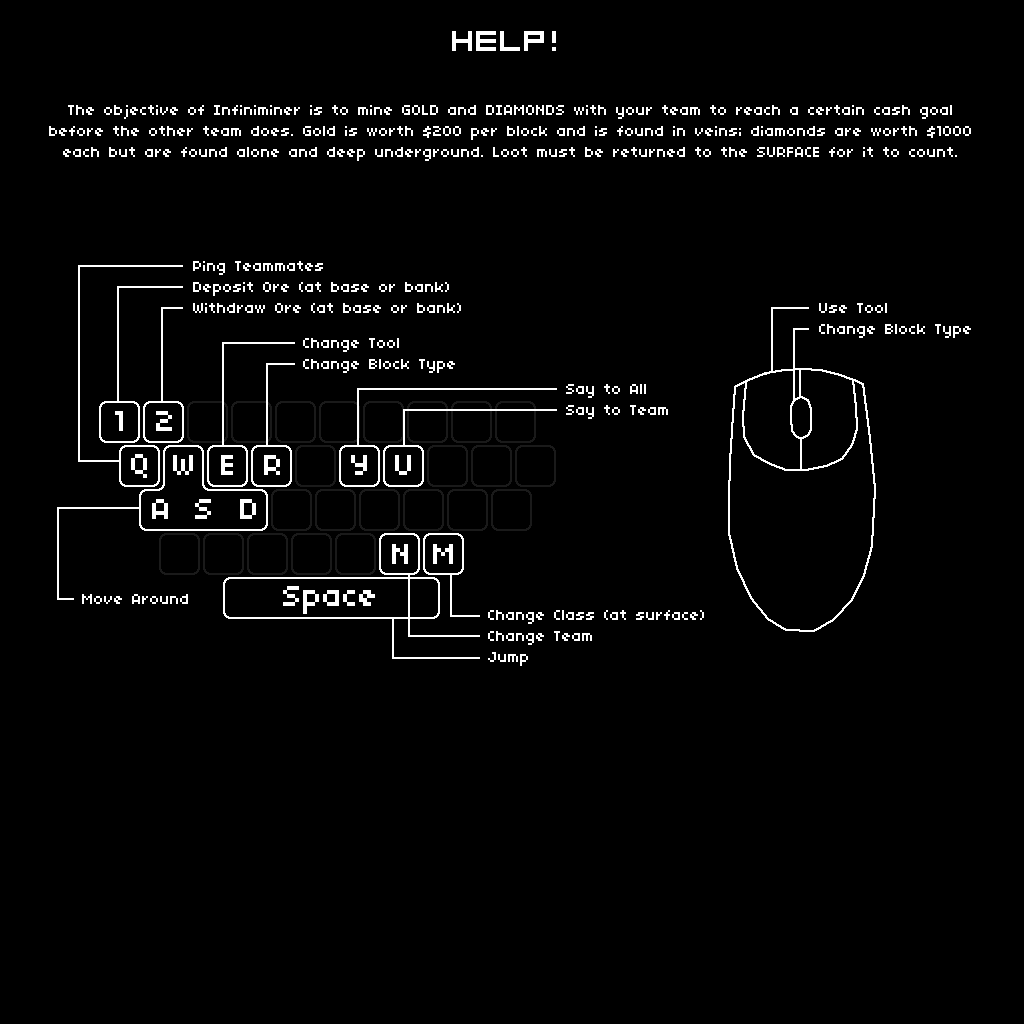 HELP!
The objective of Infiniminer is to mine GOLD and DIAMONDS with your team to reach a certain cash goal
before the other team does. Gold is worth $200 per block and is found in veins; diamonds are worth $1000
each but are found alone and deep underground. Loot must be returned to the SURFACE for it to count.
Ping Teammates
Deposit Ore (at base or bank)
Withdraw Ore (at base or bank)
Use Tool
Change Block Type
Change Tool
Change Block Type
Say to All
Say to Team
1 2
Q W E R Y U
A S D
N M
Space
Move Around
Change Class (at surface)
Change Team
Jump